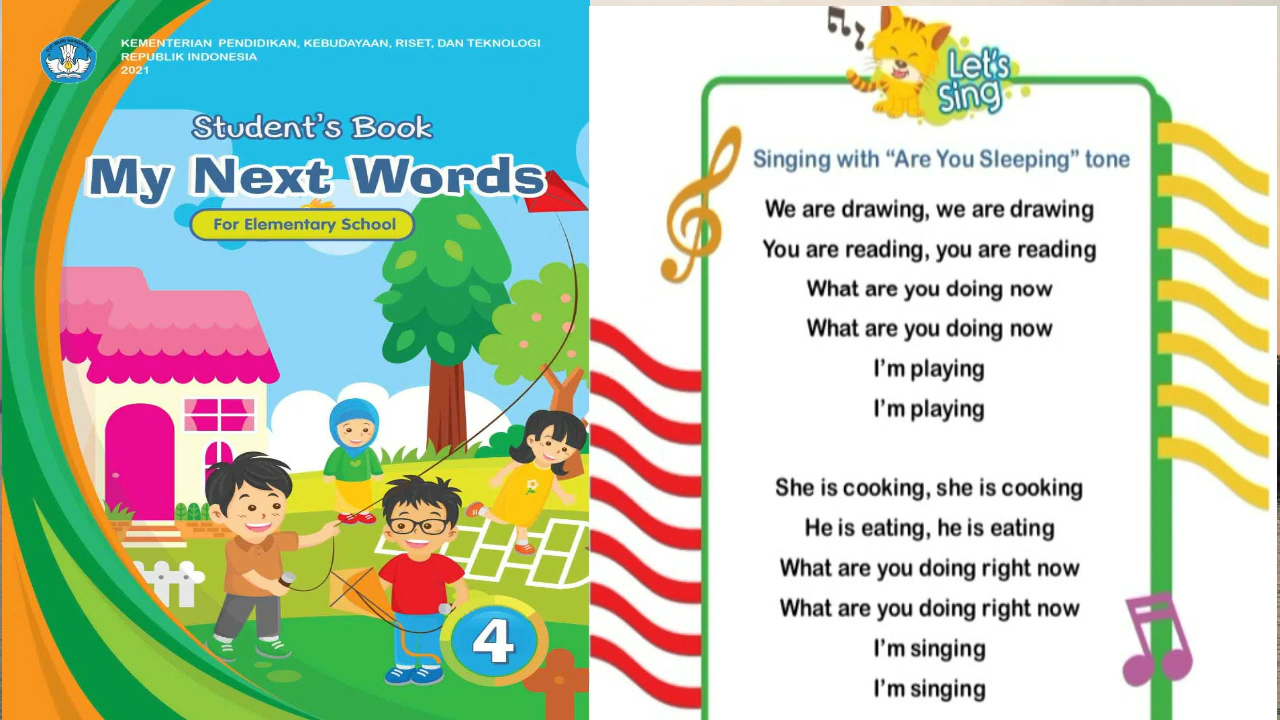 KEMENTERIAN PENDIDIKAN, KEBUDAYAAN, RISET, DAN TEKNOLOGI
REPUBLIK INDONESIA
2021
Student's Book
My Next Words
For Elementary School
4
Let's
Sing
Singing with “Are You Sleeping” tone
We are drawing, we are drawing
You are reading, you are reading
What are you doing now
What are you doing now
I'm playing
I'm playing
She is cooking, she is cooking
He is eating, he is eating
What are you doing right now
What are you doing right now
I'm singing
I'm singing